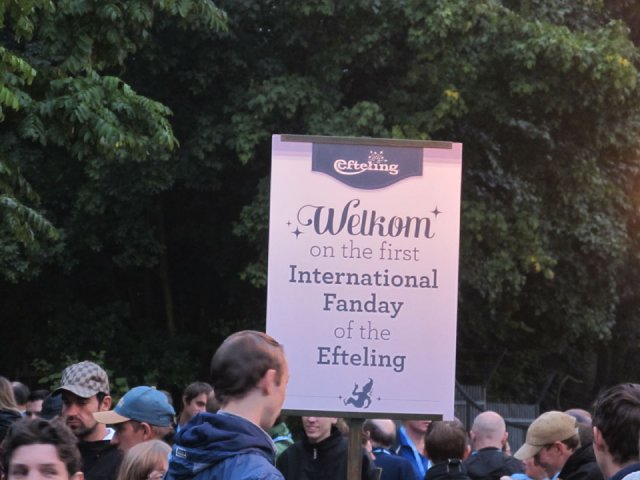 Efteling
Welkom
on the first
International
Fanday
of the
Efteling